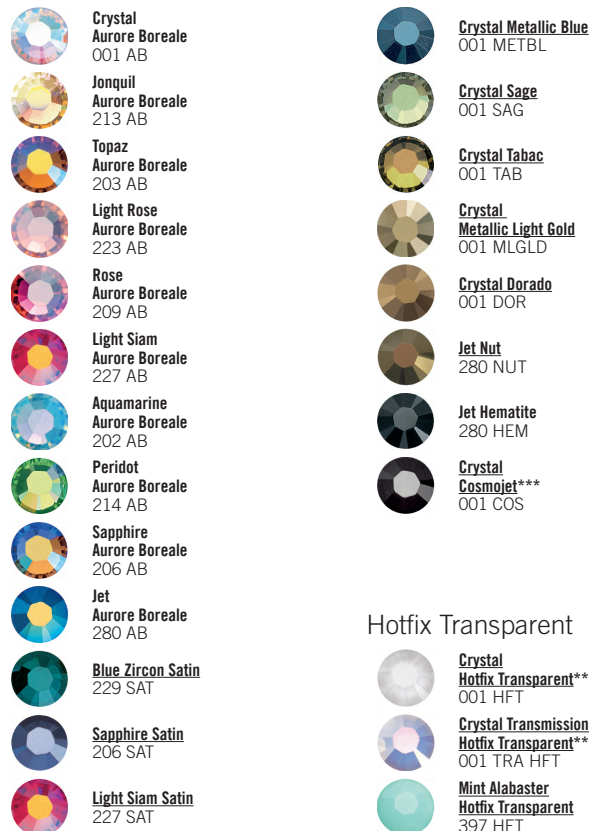 Crystal
Aurore Boreale
001 AB
Jonquil
Aurore Boreale
213 AB
Topaz
Aurore Boreale
203 AB
Light Rose
Aurore Boreale
223 AB
Rose
Aurore Boreale
209 AB
Light Siam
Aurore Boreale
227 AB
Aquamarine
Aurore Boreale
202 AB
Peridot
Aurore Boreale
214 AB
Sapphire
Aurore Boreale
206 AB
Jet
Aurore Boreale
280 AB
Blue Zircon Satin
229 SAT
Sapphire Satin
206 SAT
Light Siam Satin
227 SAT
Crystal Metallic Blue
001 METBL
Crystal Sage
001 SAG
Crystal Tabac
001 TAB
Crystal
Metallic Light Gold
001 MLGLD
Crystal Dorado
001 DOR
Jet Nut
280 NUT
Jet Hematite
280 HEM
Crystal
Cosmojet***
001 COS
Hotfix Transparent
Crystal
Hotfix Transparent**
001 HFT
Crystal Transmission
Hotfix Transparent**
001 TRA HFT
Mint Alabaster
Hotfix Transparent
397 HFT